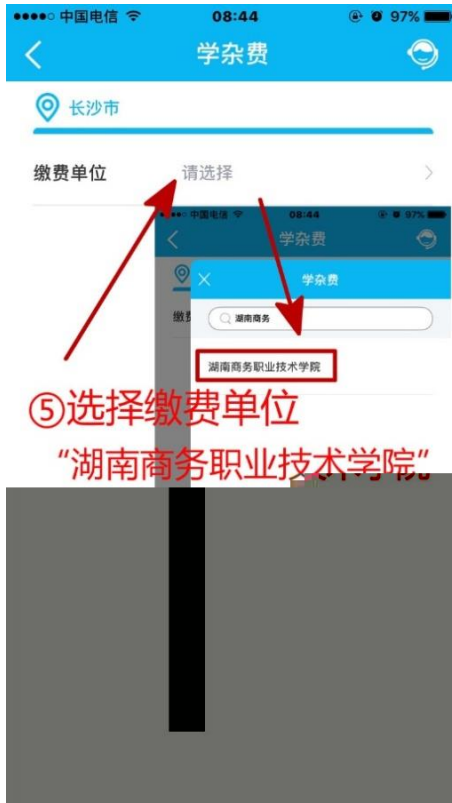 中国电信 08:44 97%
学杂费
长沙市
缴费单位 请选择
中国电信 08:44 97%
学杂费
学杂费
缴费
湖南商务
湖南商务职业技术学院
⑤选择缴费单位
“湖南商务职业技术学院”